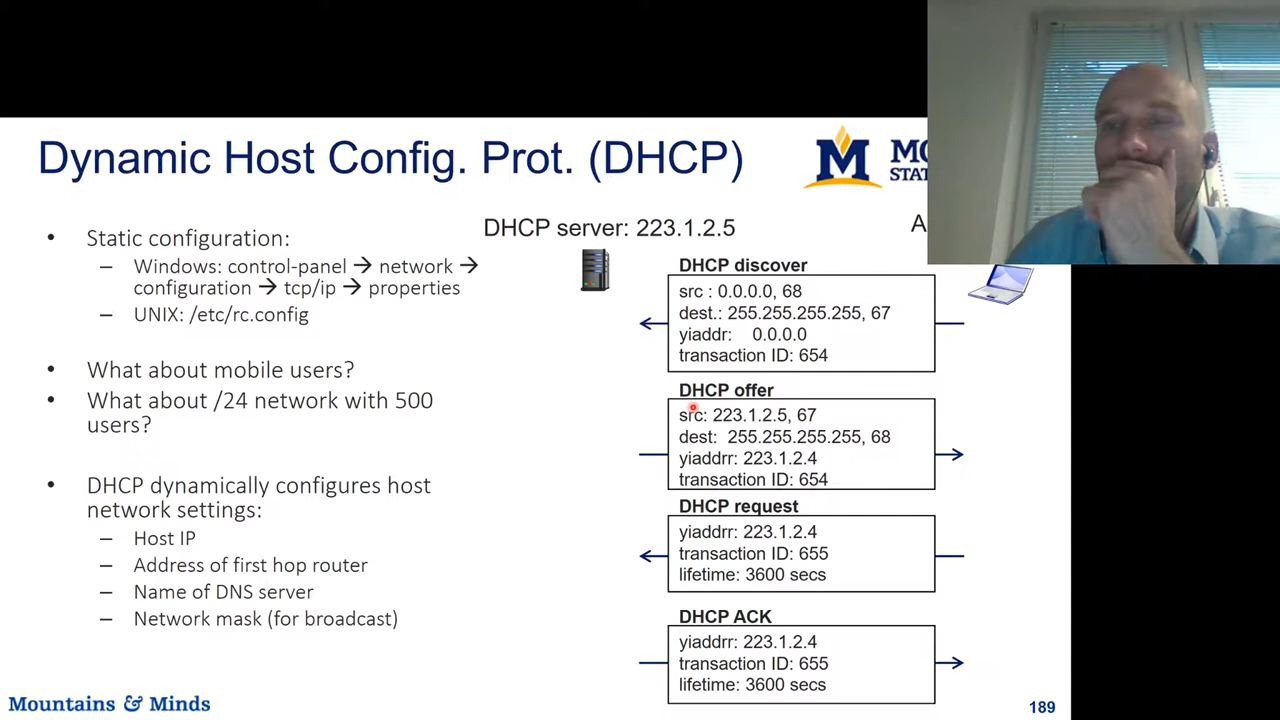 Dynamic Host Config. Prot. (DHCP)
M
STAT
• Static configuration:
– Windows: control-panel → network →
configuration → tcp/ip → properties
– UNIX: /etc/rc.config
• What about mobile users?
• What about /24 network with 500
users?
• DHCP dynamically configures host
network settings:
– Host IP
– Address of first hop router
– Name of DNS server
– Network mask (for broadcast)
DHCP server: 223.1.2.5
A
DHCP discover
src : 0.0.0.0, 68
dest.: 255.255.255.255, 67
yiaddr: 0.0.0.0
transaction ID: 654
DHCP offer
src: 223.1.2.5, 67
dest: 255.255.255.255, 68
yiaddrr: 223.1.2.4
transaction ID: 654
DHCP request
yiaddrr: 223.1.2.4
transaction ID: 655
lifetime: 3600 secs
DHCP ACK
yiaddrr: 223.1.2.4
transaction ID: 655
lifetime: 3600 secs
Mountains & Minds
189